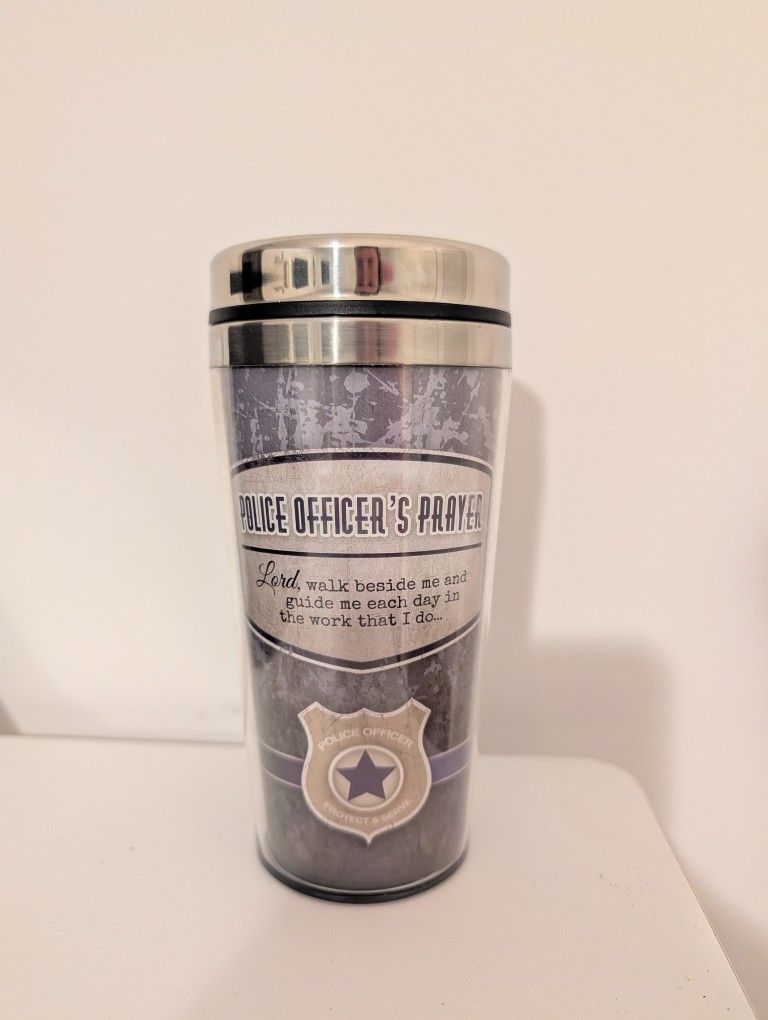 POLICE OFFICER'S PRAYER
Lord, walk beside me and
guide me each day in
the work that I do...
POLICE OFFICER
PROTECT & SERVE